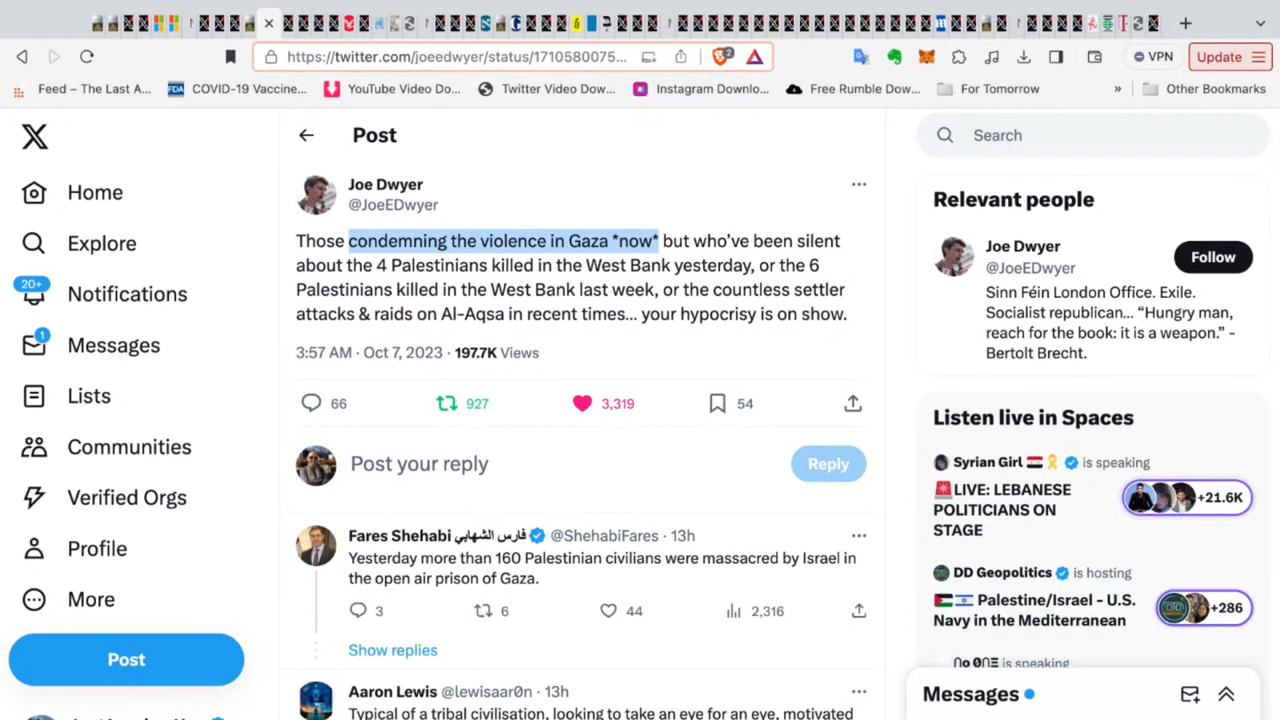 https://twitter.com/joeedwyer/status/1710580075...
2
VPN
Update
Feed – The Last A...
COVID-19 Vaccine...
YouTube Video Do...
Twitter Video Dow...
Instagram Downlo...
Free Rumble Dow...
For Tomorrow
»
Other Bookmarks
Home
Explore
20+
Notifications
1
Messages
Lists
Communities
Verified Orgs
Profile
More
Post
Post
Joe Dwyer
@JoeEDwyer
Those condemning the violence in Gaza *now* but who’ve been silent
about the 4 Palestinians killed in the West Bank yesterday, or the 6
Palestinians killed in the West Bank last week, or the countless settler
attacks & raids on Al-Aqsa in recent times... your hypocrisy is on show.
3:57 AM · Oct 7, 2023 · 197.7K Views
66
927
3,319
54
Post your reply
Reply
Fares Shehabi فارس الشهابي @ShehabiFares · 13h
Yesterday more than 160 Palestinian civilians were massacred by Israel in
the open air prison of Gaza.
3
6
44
2,316
Show replies
Aaron Lewis @lewisaar0n · 13h
Typical of a tribal civilisation, looking to take an eye for an eye, motivated
Search
Relevant people
Joe Dwyer
@JoeEDwyer
Follow
Sinn Féin London Office. Exile.
Socialist republican... “Hungry man,
reach for the book: it is a weapon.” -
Bertolt Brecht.
Listen live in Spaces
Syrian Girl is speaking
LIVE: LEBANESE
POLITICIANS ON
STAGE
+21.6K
DD Geopolitics is hosting
Palestine/Israel - U.S.
Navy in the Mediterranean
+286
is speaking
Messages